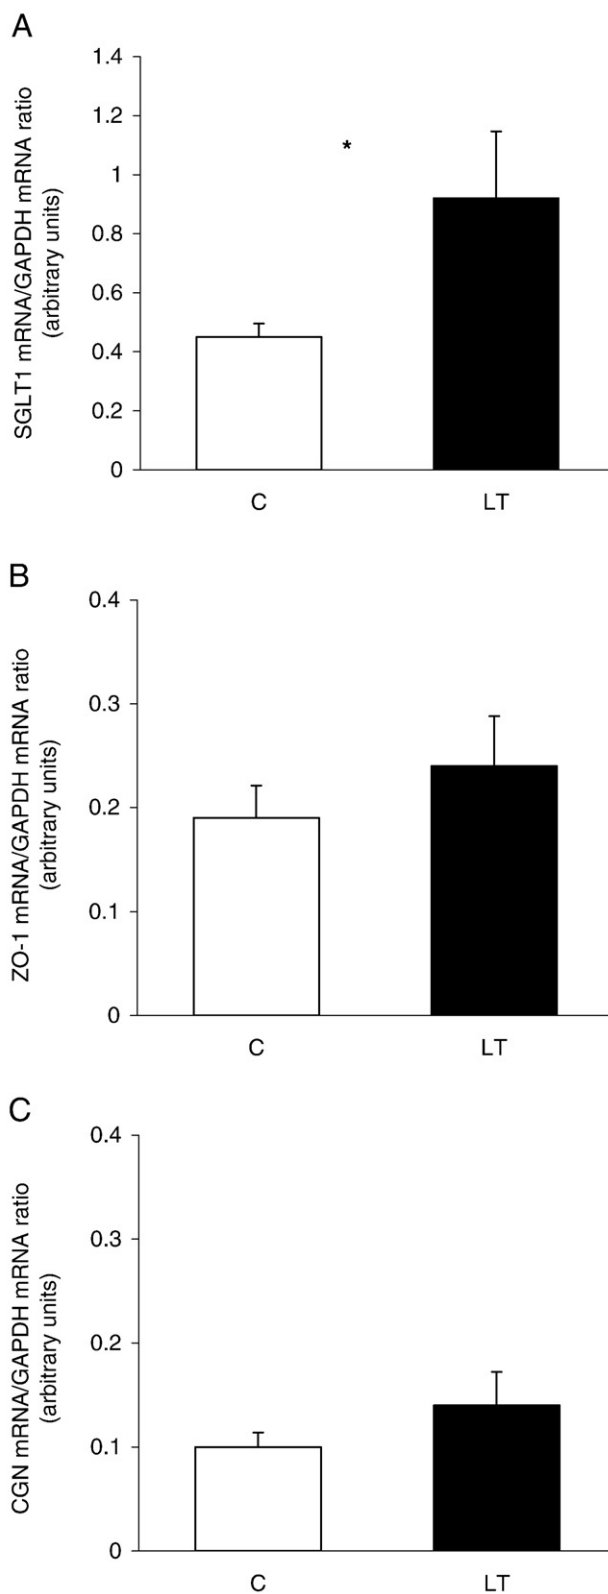 A
SGLT1 mRNA/GAPDH mRNA ratio
(arbitrary units)
1.4
1.2
1
0.8
0.6
0.4
0.2
0
*
C
LT
B
ZO-1 mRNA/GAPDH mRNA ratio
(arbitrary units)
0.4
0.3
0.2
0.1
0
C
LT
C
CGN mRNA/GAPDH mRNA ratio
(arbitrary units)
0.4
0.3
0.2
0.1
0
C
LT